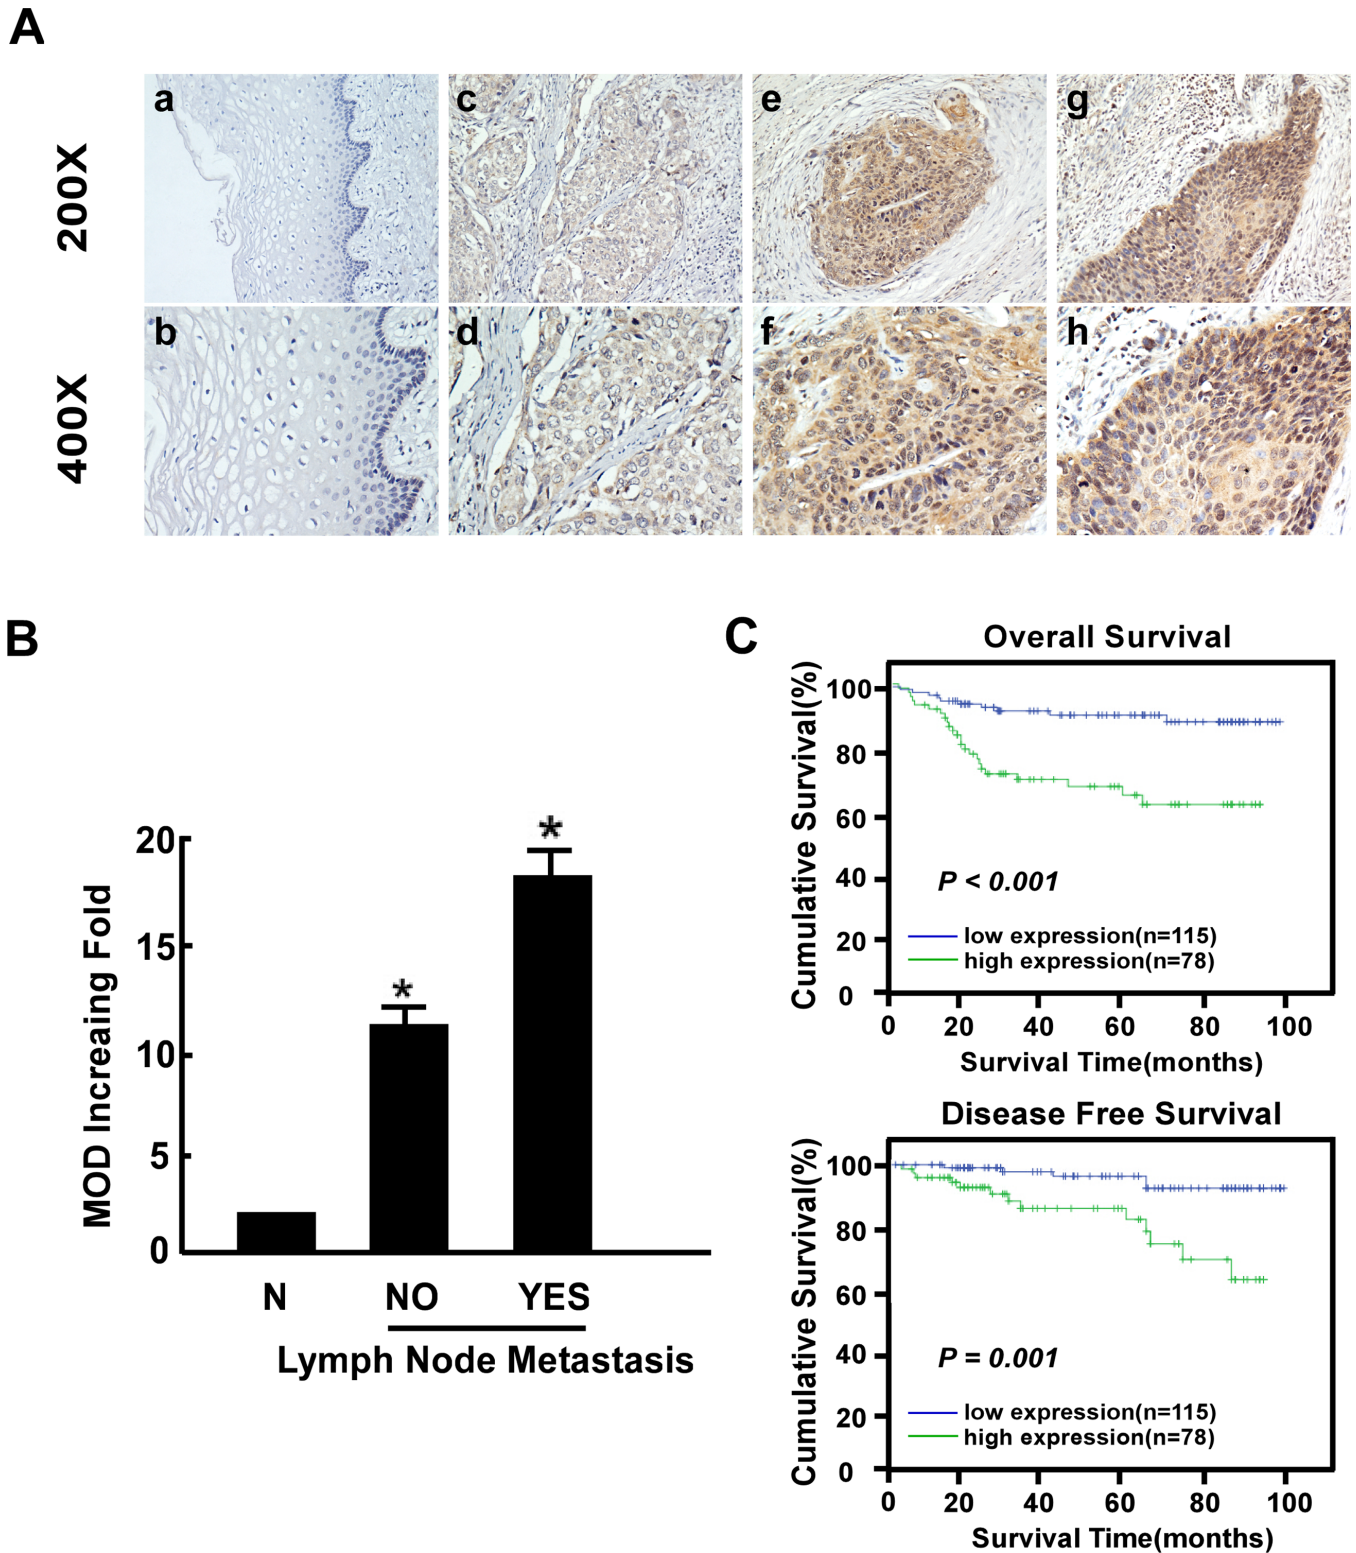 A
200X
a
c
e
g
400X
b
d
f
h
B
MOD Increaing Fold
20
15
10
5
0
*
*
N
NO
YES
Lymph Node Metastasis
C
Overall Survival
Cumulative Survival(%)
100
80
60
40
20
0
P < 0.001
low expression(n=115)
high expression(n=78)
0 20 40 60 80 100
Survival Time(months)
Disease Free Survival
Cumulative Survival(%)
100
80
60
40
20
0
P = 0.001
low expression(n=115)
high expression(n=78)
0 20 40 60 80 100
Survival Time(months)